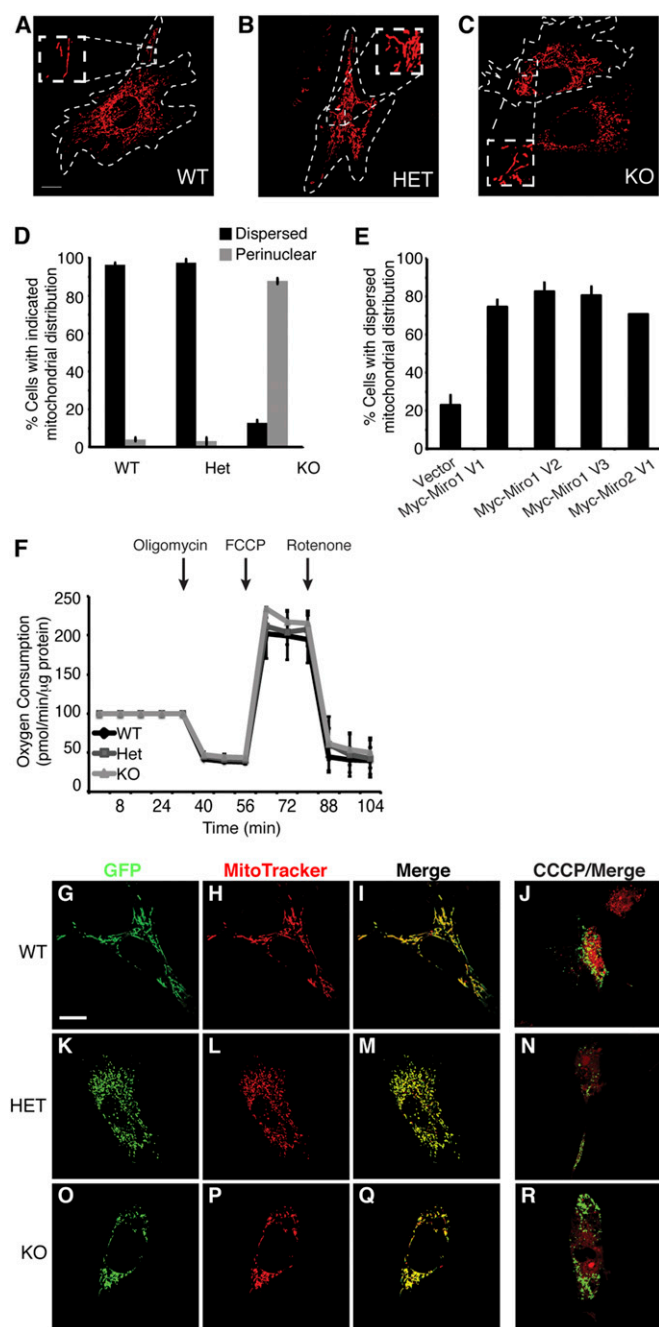 A
B
C
WT
HET
KO
D
Dispersed
Perinuclear
% Cells with indicated
mitochondrial distribution
100
80
60
40
20
0
WT
Het
KO
E
% Cells with dispersed
mitochondrial distribution
100
80
60
40
20
0
Vector
Myc-Miro1 V1
Myc-Miro1 V2
Myc-Miro1 V3
Myc-Miro2 V1
F
Oligomycin
FCCP
Rotenone
Oxygen Consumption
(pmol/min/µg protein)
250
200
100
50
0
WT
Het
KO
8
24
40
56
72
88
104
Time (min)
GFP
MitoTracker
Merge
CCCP/Merge
WT
G
H
I
J
HET
K
L
M
N
KO
O
P
Q
R